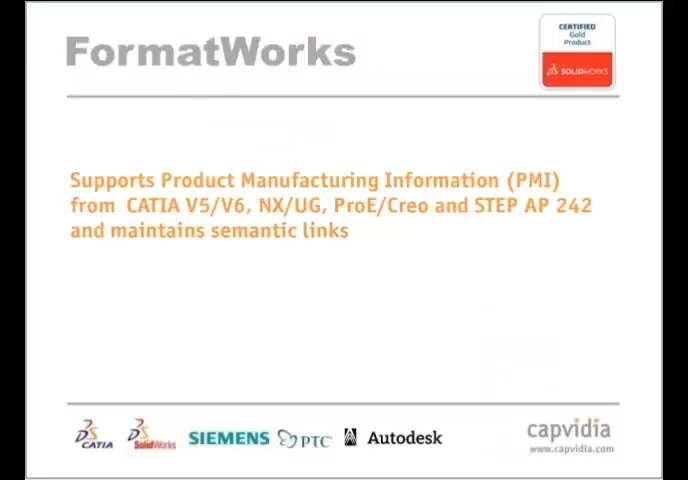 FormatWorks
CERTIFIED
Gold
Product
SOLIDWORKS
Supports Product Manufacturing Information (PMI)
from CATIA V5/V6, NX/UG, ProE/Creo and STEP AP 242
and maintains semantic links
CATIA
SolidWorks
SIEMENS
PTC
Autodesk
capvidia
www.capvidia.com